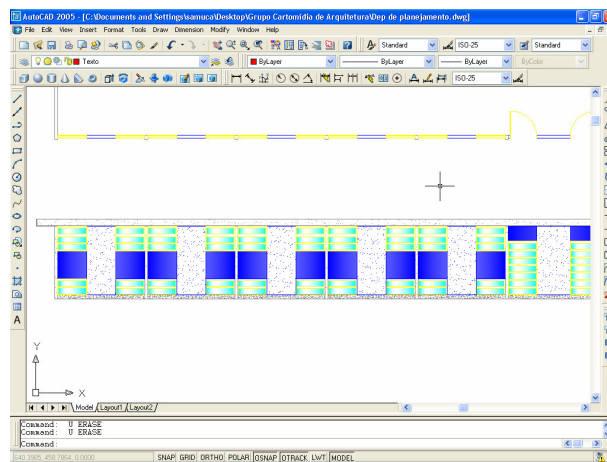 AutoCAD 2005 - [C:\Documents and Settings\samuca\Desktop\Grupo Cartomídia de Arquitetura\Dep de planejamento.dwg]
File Edit View Insert Format Tools Draw Dimension Modify Window Help
Standard ISO-25 Standard
Texto ByLayer ByLayer ByLayer ByColor
ISO-25
A
Y
X
Model Layout1 Layout2
Command: U ERASE
Command: U ERASE
Command:
SNAP GRID ORTHO POLAR OSNAP OTRACK LWT MODEL